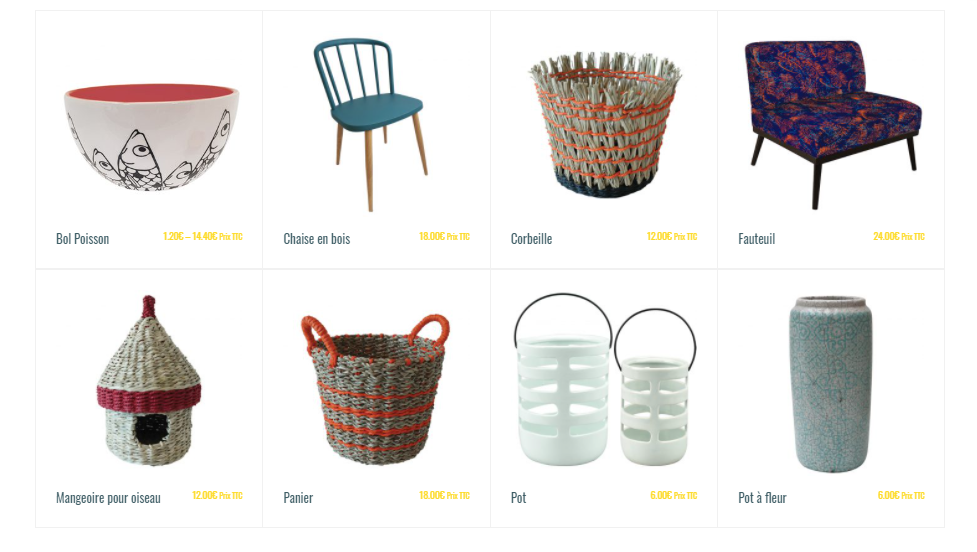 Bol Poisson 1.20€ – 14.40€ Prix TTC
Chaise en bois 18.00€ Prix TTC
Corbeille 12.00€ Prix TTC
Fauteuil 24.00€ Prix TTC
Mangeoire pour oiseau 12.00€ Prix TTC
Panier 18.00€ Prix TTC
Pot 6.00€ Prix TTC
Pot à fleur 6.00€ Prix TTC